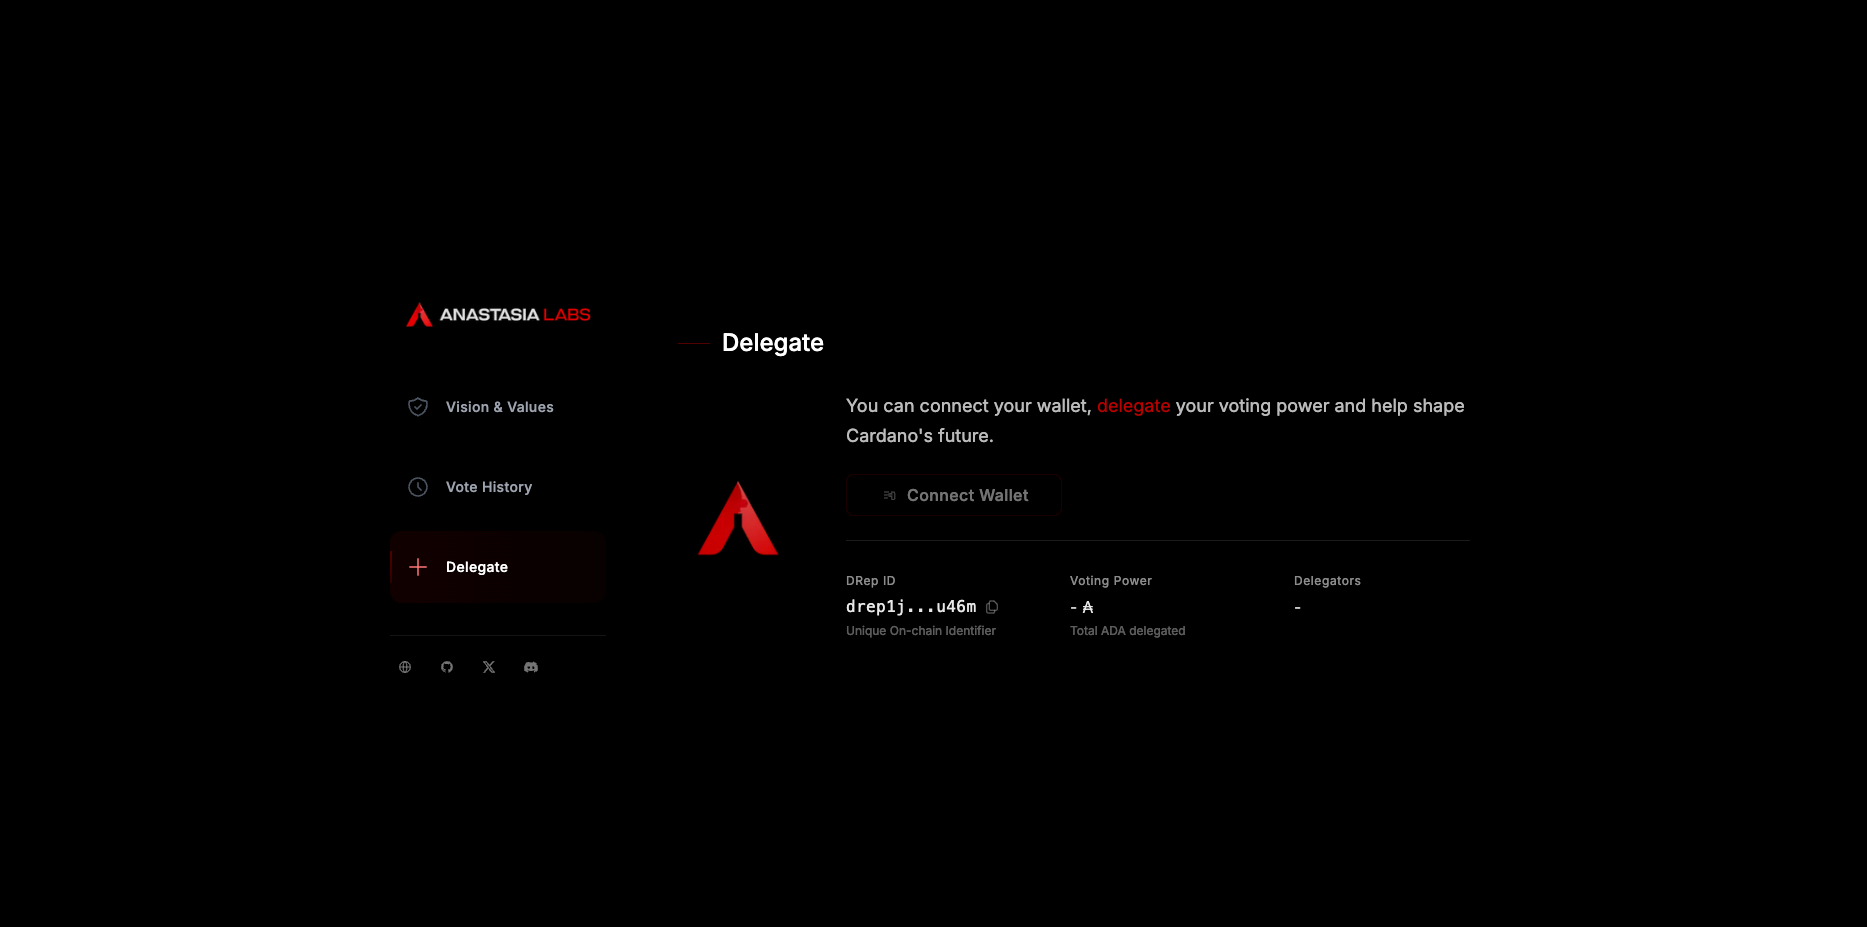 ANASTASIA LABS
Vision & Values
Vote History
Delegate
Delegate
You can connect your wallet, delegate your voting power and help shape
Cardano's future.
Connect Wallet
DRep ID
drep1j...u46m
Unique On-chain Identifier
Voting Power
- ₳
Total ADA delegated
Delegators
-